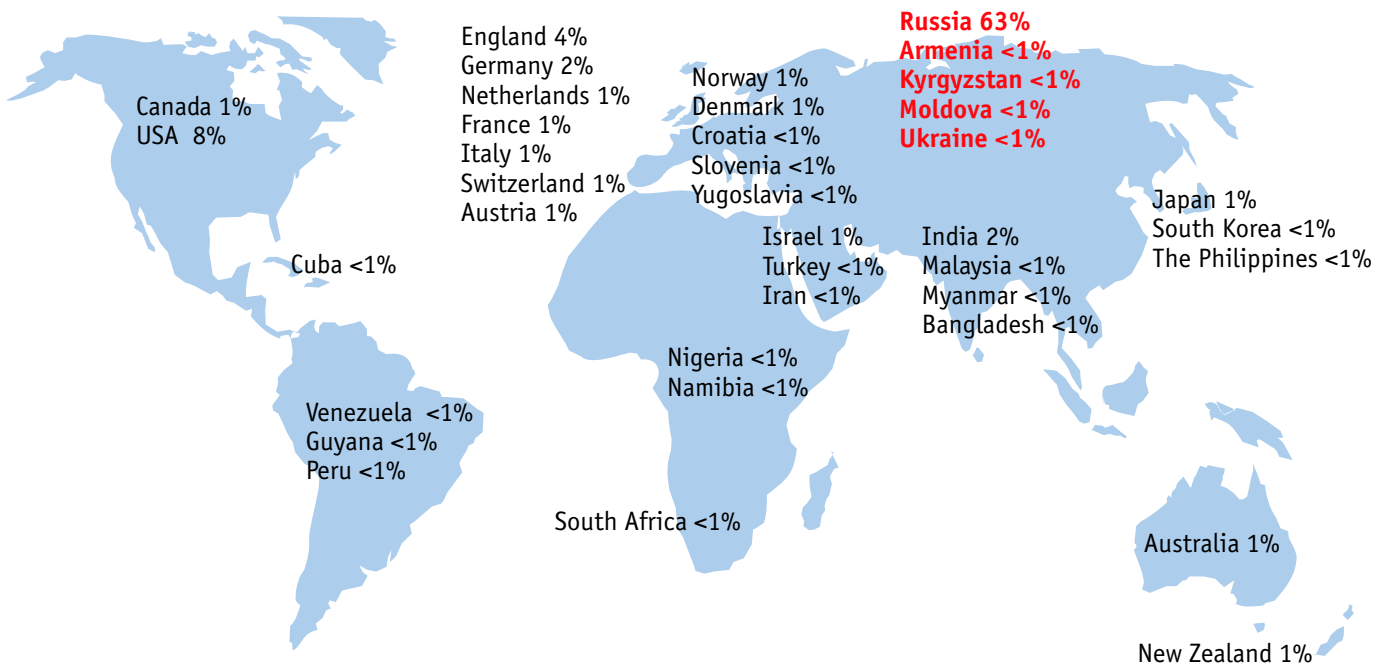 Canada 1%
USA  8%
Cuba <1%
Venezuela  <1%
Guyana <1%
Peru <1%
England 4%
Germany 2%
Netherlands 1%
France 1%
Italy 1%
Switzerland 1%
Austria 1%
Norway 1%
Denmark 1%
Croatia <1%
Slovenia <1%
Yugoslavia <1%
Russia 63%
Armenia <1%
Kyrgyzstan <1%
Moldova <1%
Ukraine <1%
Israel 1%
Turkey <1%
Iran <1%
India 2%
Malaysia <1%
Myanmar <1%
Bangladesh <1%
Japan 1%
South Korea <1%
The Philippines <1%
Nigeria <1%
Namibia <1%
South Africa <1%
Australia 1%
New Zealand 1%